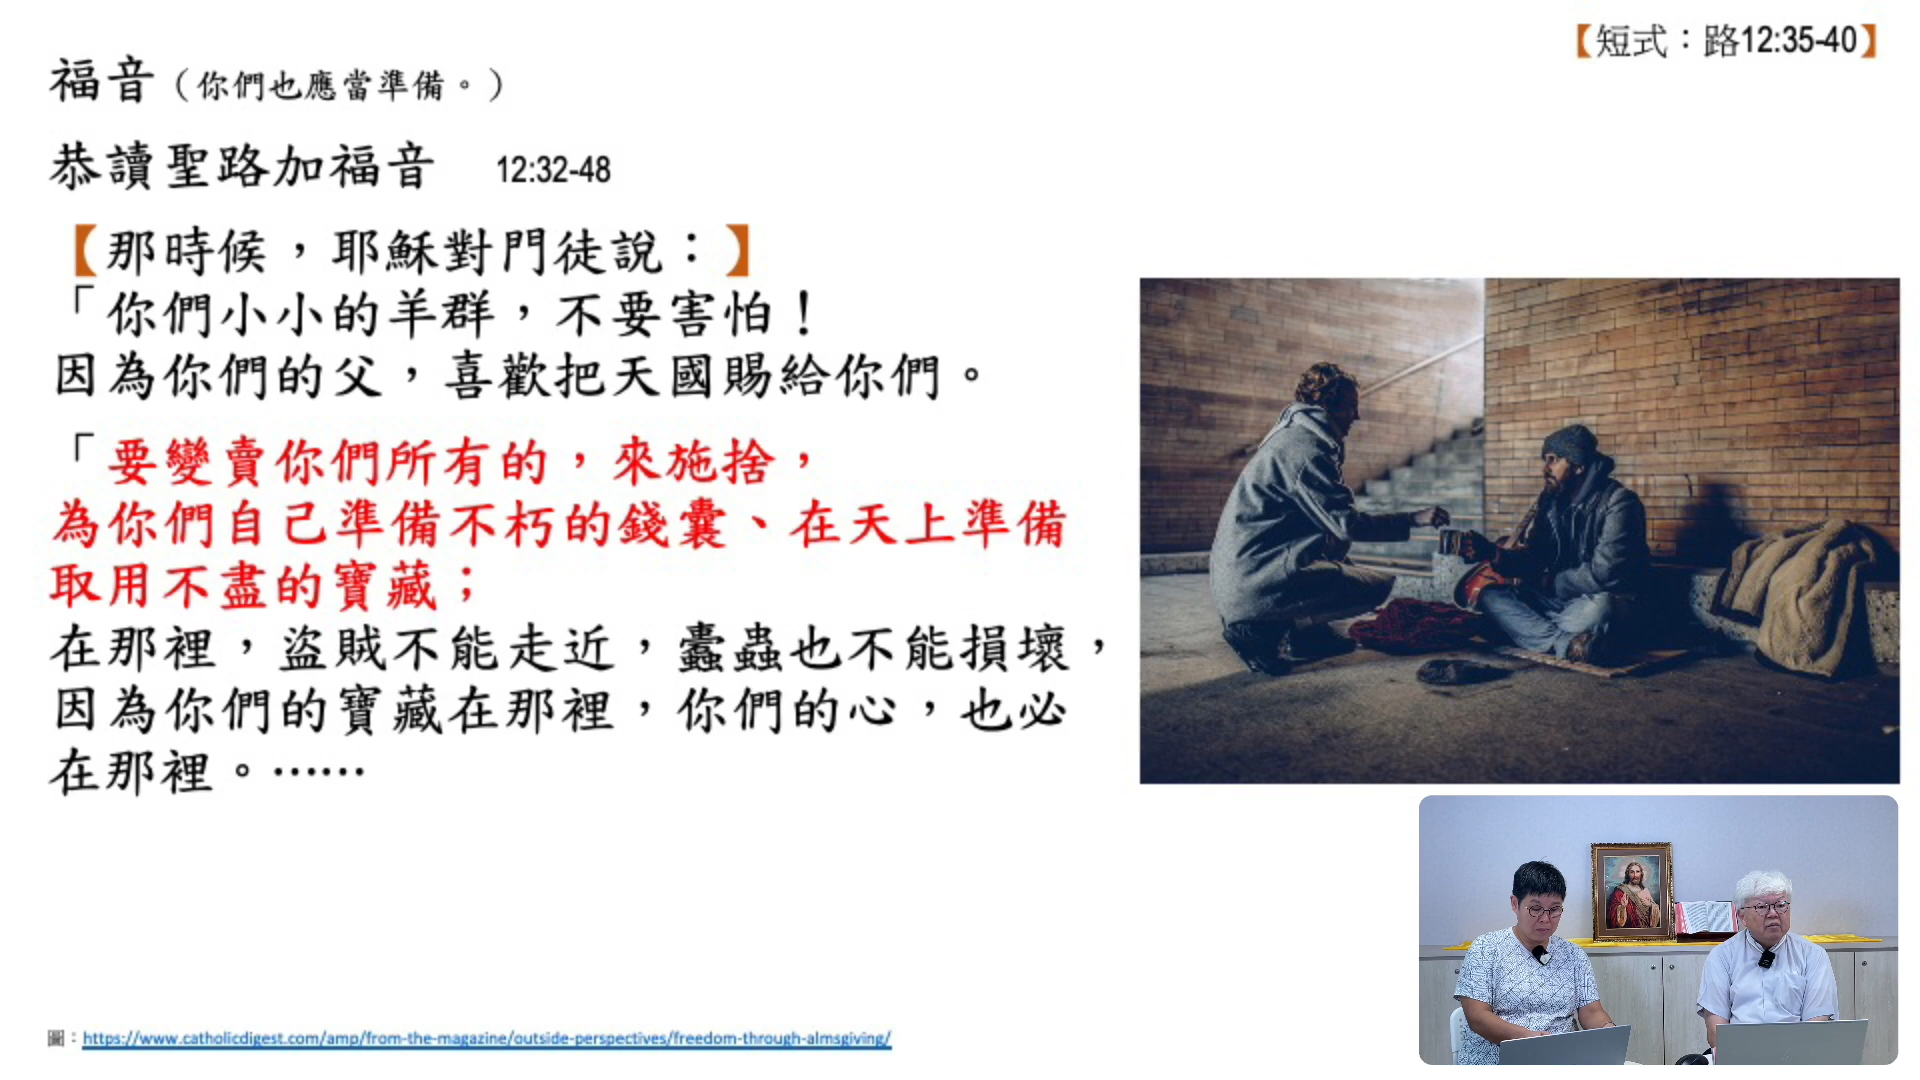 【短式：路12:35-40】
福音（你們也應當準備。）
恭讀聖路加福音 12:32-48
【那時候，耶穌對門徒說：】
「你們小小的羊群，不要害怕！
因為你們的父，喜歡把天國賜給你們。
「要變賣你們所有的，來施捨，
為你們自己準備不朽的錢囊、在天上準備
取用不盡的寶藏；
在那裡，盜賊不能走近，蠹蟲也不能損壞，
因為你們的寶藏在那裡，你們的心，也必
在那裡。⋯⋯
圖：https://www.catholicdigest.com/amp/from-the-magazine/outside-perspectives/freedom-through-almsgiving/